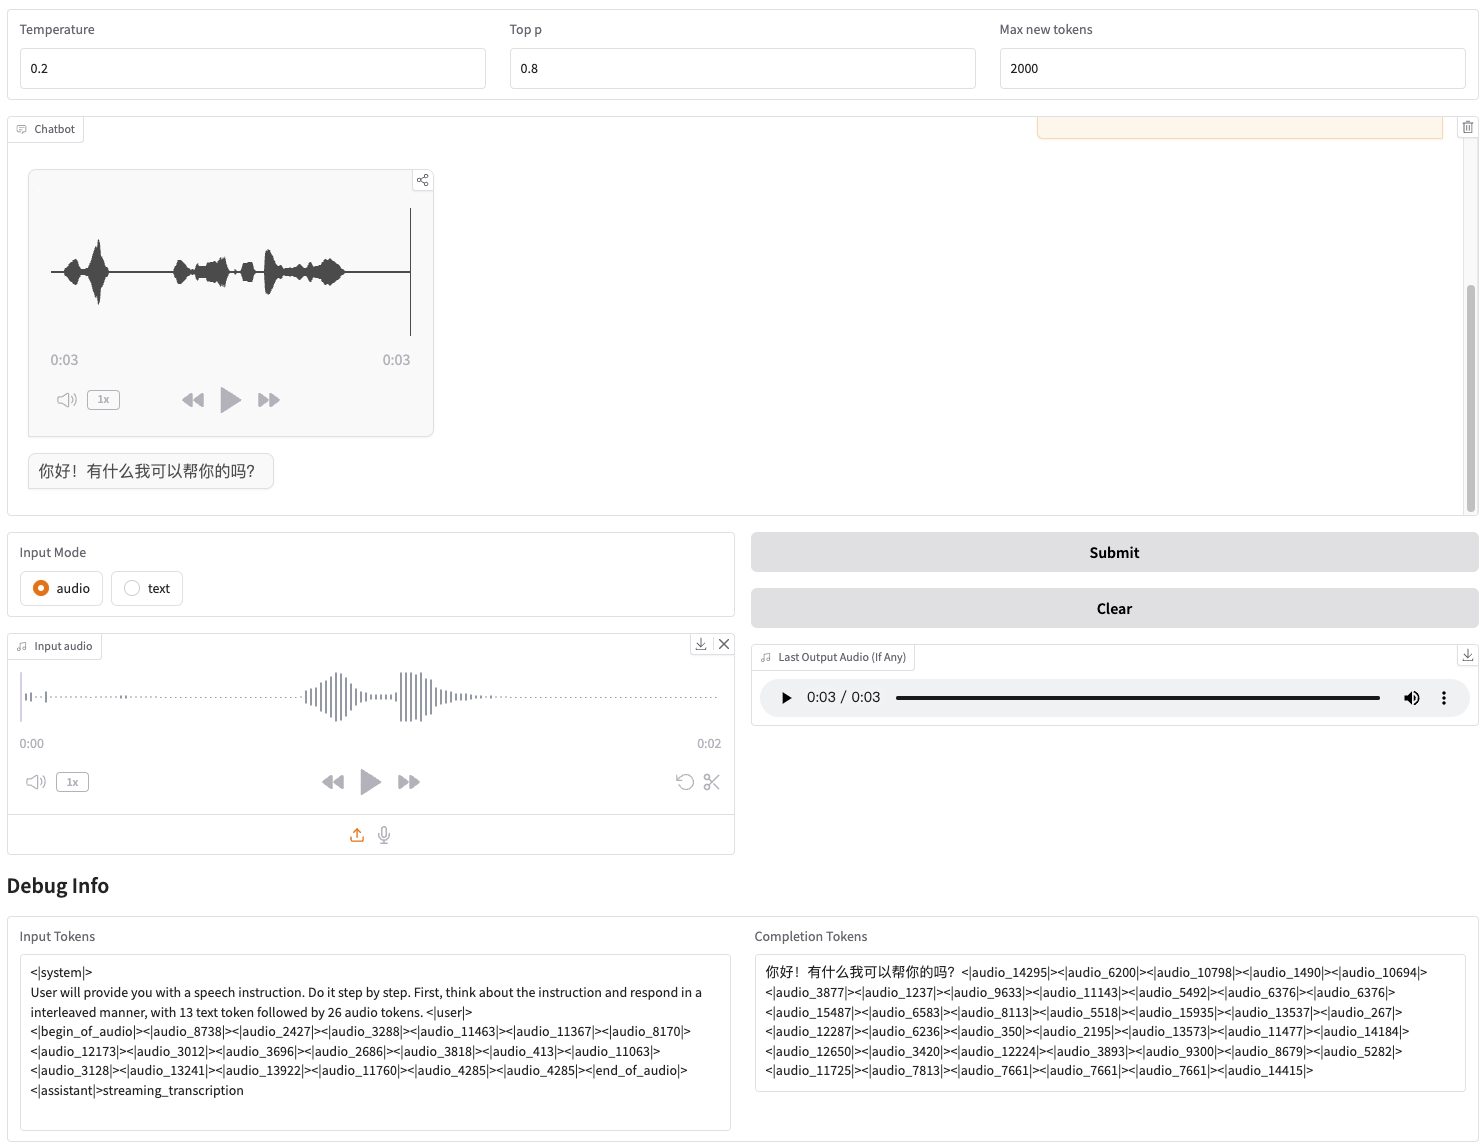 Temperature
Top p
Max new tokens
0.2
0.8
2000
Chatbot
0:03
0:03
1x
你好！有什么我可以帮你的吗？
Input Mode
audio
text
Submit
Clear
Input audio
0:00
0:02
1x
Last Output Audio (If Any)
0:03 / 0:03
Debug Info
Input Tokens
<|system|>
User will provide you with a speech instruction. Do it step by step. First, think about the instruction and respond in a
interleaved manner, with 13 text token followed by 26 audio tokens. <|user|>
<|begin_of_audio|><|audio_8738|><|audio_2427|><|audio_3288|><|audio_11463|><|audio_11367|><|audio_8170|>
<|audio_12173|><|audio_3012|><|audio_3696|><|audio_2686|><|audio_3818|><|audio_413|><|audio_11063|>
<|audio_3128|><|audio_13241|><|audio_13922|><|audio_11760|><|audio_4285|><|audio_4285|><|end_of_audio|>
<|assistant|>streaming_transcription
Completion Tokens
你好！有什么我可以帮你的吗？<|audio_14295|><|audio_6200|><|audio_10798|><|audio_1490|><|audio_10694|>
<|audio_3877|><|audio_1237|><|audio_9633|><|audio_11143|><|audio_5492|><|audio_6376|><|audio_6376|>
<|audio_15487|><|audio_6583|><|audio_8113|><|audio_5518|><|audio_15935|><|audio_13537|><|audio_267|>
<|audio_12287|><|audio_6236|><|audio_350|><|audio_2195|><|audio_13573|><|audio_11477|><|audio_14184|>
<|audio_12650|><|audio_3420|><|audio_12224|><|audio_3893|><|audio_9300|><|audio_8679|><|audio_5282|>
<|audio_11725|><|audio_7813|><|audio_7661|><|audio_7661|><|audio_7661|><|audio_14415|>